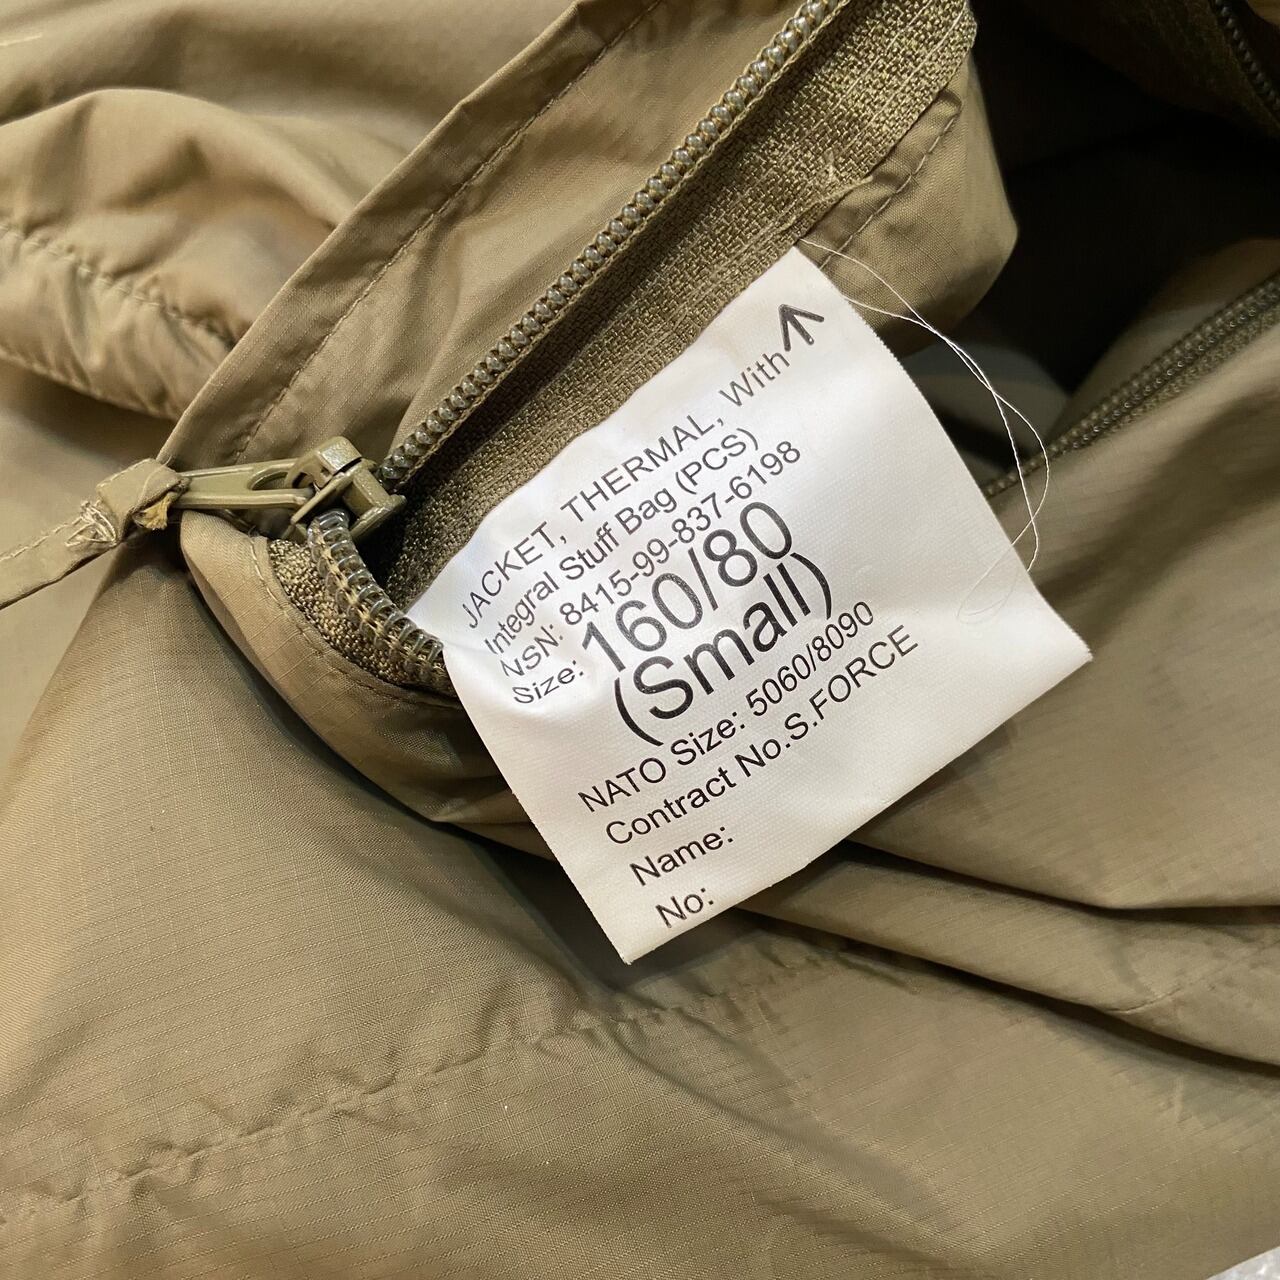 JACKET, THERMAL, With
Integral Stuff Bag (PCS)
NSN: 8415-99-837-6198
Size: 160/80
(Small)
NATO Size: 5060/8090
Contract No.S.FORCE
Name:
No: